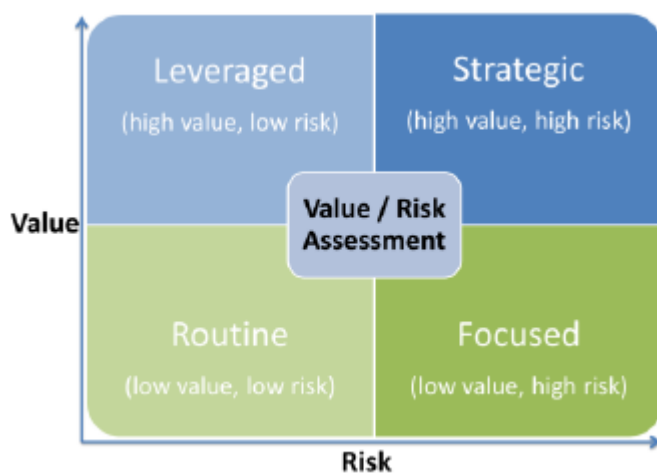 Leveraged
(high value, low risk)
Strategic
(high value, high risk)
Value
Value / Risk
Assessment
Routine
(low value, low risk)
Focused
(low value, high risk)
Risk